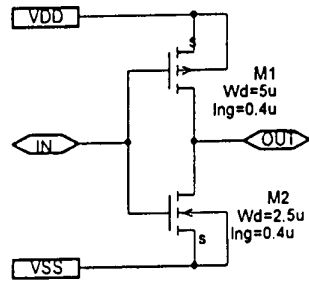 VDD
S
M1
Wd=5u
lng=0.4u
IN
OUT
M2
Wd=2.5u
lng=0.4u
S
VSS